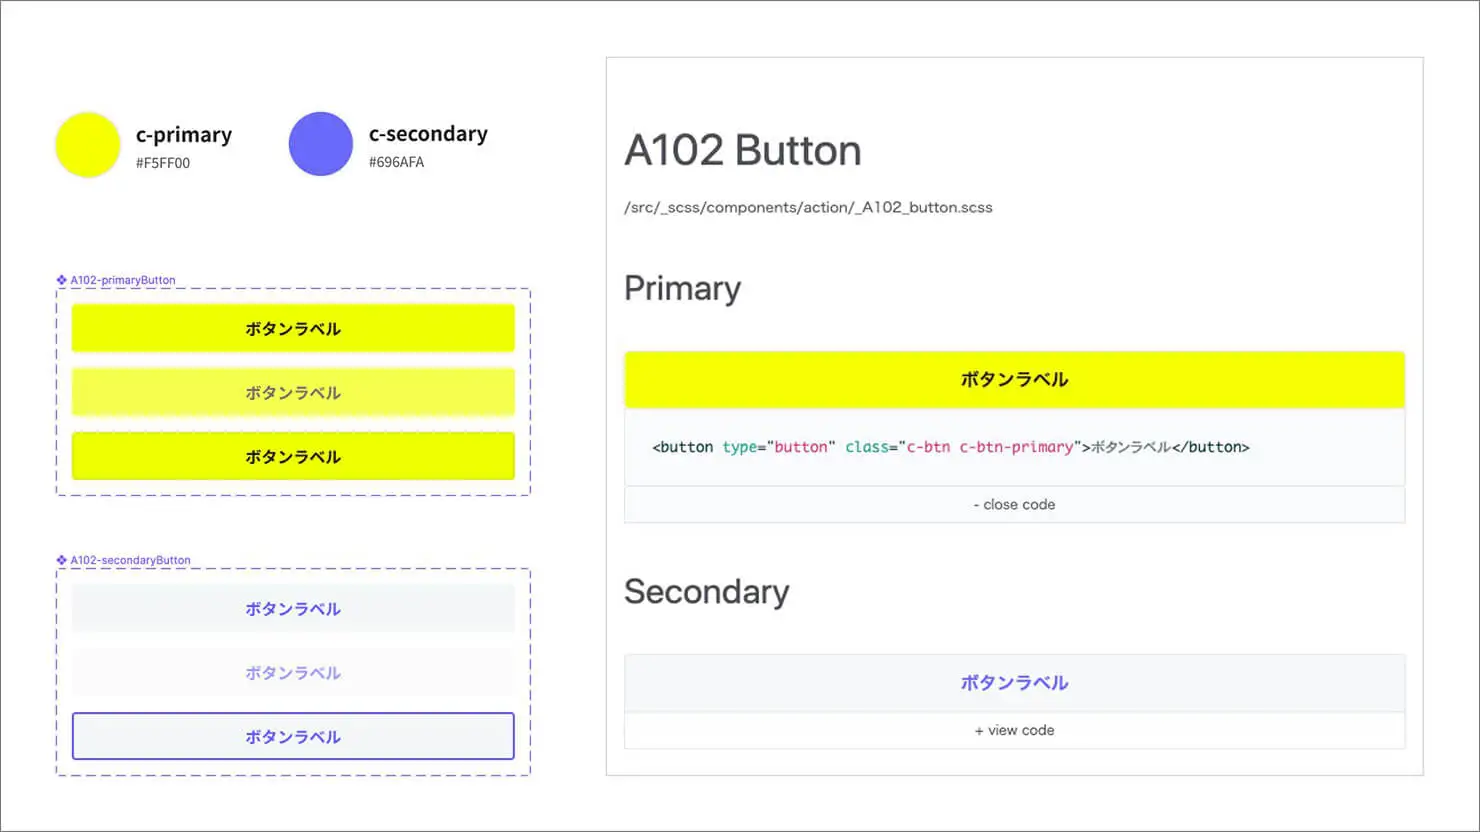 c-primary
#F5FF00
c-secondary
#696AFA
A102-primaryButton
ボタンラベル
ボタンラベル
ボタンラベル
A102-secondaryButton
ボタンラベル
ボタンラベル
ボタンラベル
A102 Button
/src/_scss/components/action/_A102_button.scss
Primary
ボタンラベル
<button type="button" class="c-btn c-btn-primary">ボタンラベル</button>
- close code
Secondary
ボタンラベル
+ view code